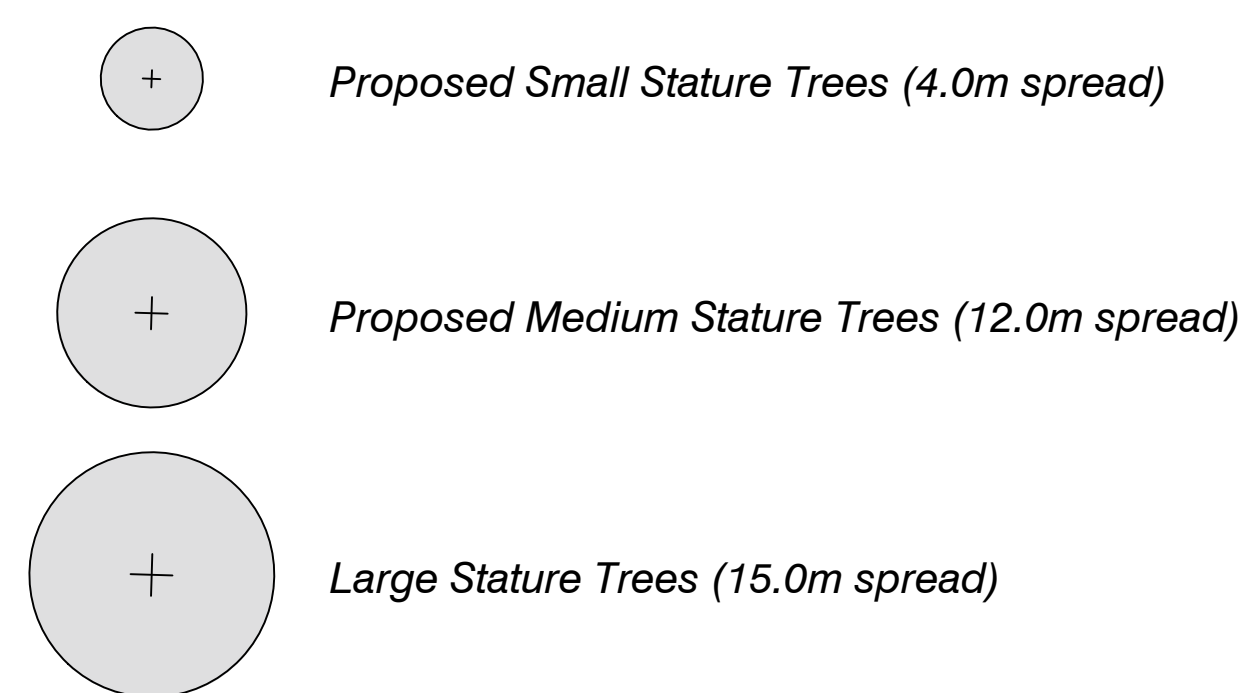 Proposed Small Stature Trees (4.0m spread)
Proposed Medium Stature Trees (12.0m spread)
Large Stature Trees (15.0m spread)